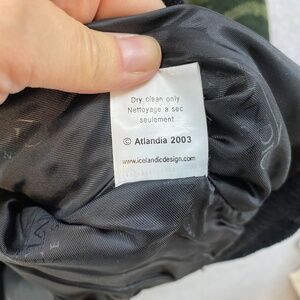 Dry clean only
Nettoyage a sec
seulement
© Atlandia 2003
www.icelandicdesign.com